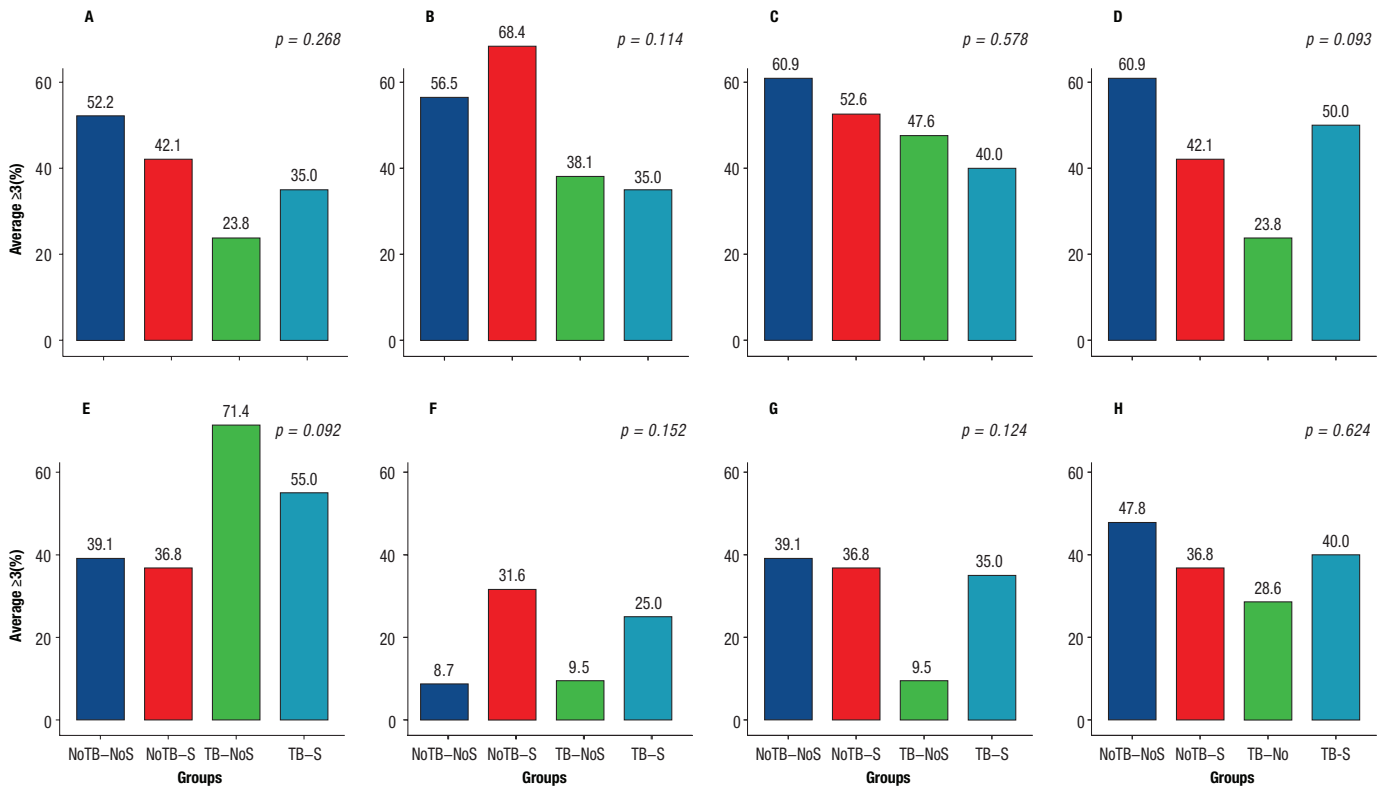 A
B
C
D
p = 0.268
p = 0.114
p = 0.578
p = 0.093
Average ≥3(%)
60
40
20
0
52.2
42.1
23.8
35.0
60
40
20
0
56.5
68.4
38.1
35.0
60
40
20
0
60.9
52.6
47.6
40.0
60
40
20
0
60.9
42.1
23.8
50.0
E
F
G
H
p = 0.092
p = 0.152
p = 0.124
p = 0.624
Average ≥3(%)
60
40
20
0
39.1
36.8
71.4
55.0
60
40
20
0
8.7
31.6
9.5
25.0
60
40
20
0
39.1
36.8
9.5
35.0
60
40
20
0
47.8
36.8
28.6
40.0
NoTB–NoS NoTB–S TB–NoS TB–S
Groups
NoTB–NoS NoTB–S TB–NoS TB–S
Groups
NoTB–NoS NoTB–S TB–NoS TB–S
Groups
NoTB–NoS NoTB–S TB–No TB-S
Groups